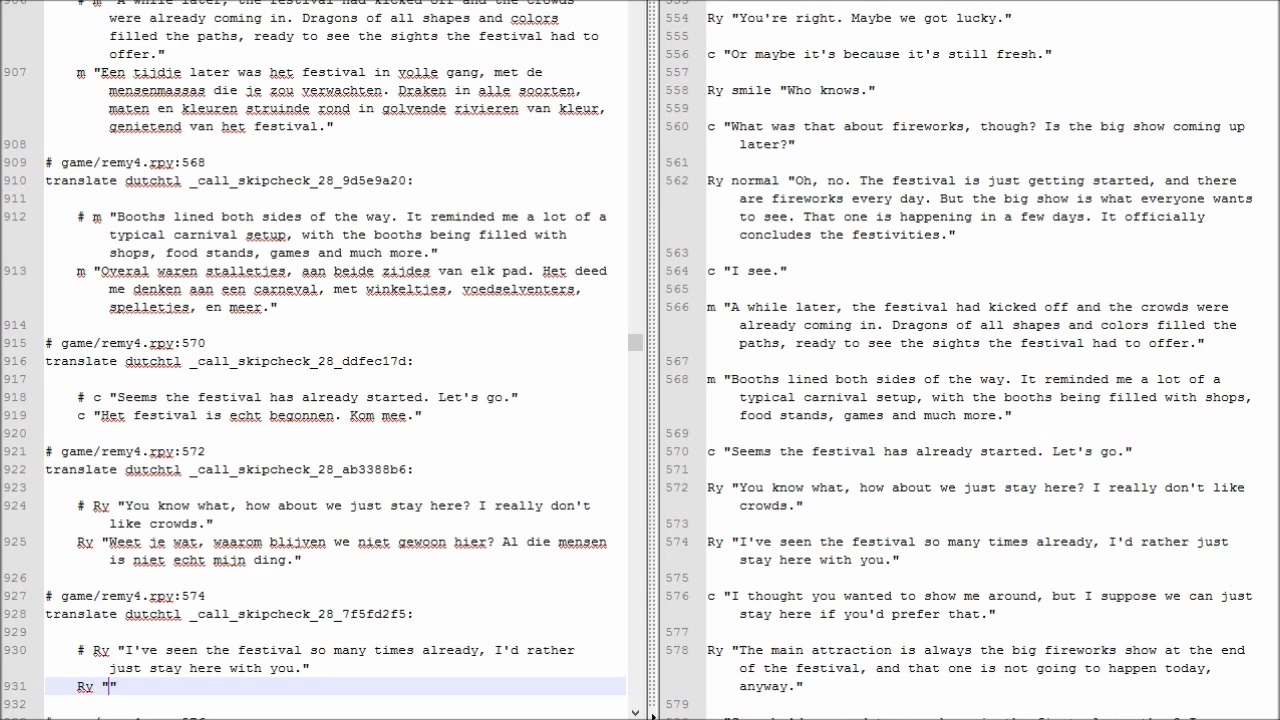 906 # m "A while later, the festival had kicked off and the crowds
were already coming in. Dragons of all shapes and colors
filled the paths, ready to see the sights the festival had to
offer."
907 m "Een tijdje later was het festival in volle gang, met de
mensenmassas die je zou verwachten. Draken in alle soorten,
maten en kleuren struinde rond in golvende rivieren van kleur,
genietend van het festival."
908
909 # game/remy4.rpy:568
910 translate dutchtl _call_skipcheck_28_9d5e9a20:
911
912 # m "Booths lined both sides of the way. It reminded me a lot of a
typical carnival setup, with the booths being filled with
shops, food stands, games and much more."
913 m "Overal waren stalletjes, aan beide zijdes van elk pad. Het deed
me denken aan een carneval, met winkeltjes, voedselventers,
spelletjes, en meer."
914
915 # game/remy4.rpy:570
916 translate dutchtl _call_skipcheck_28_ddfec17d:
917
918 # c "Seems the festival has already started. Let's go."
919 c "Het festival is echt begonnen. Kom mee."
920
921 # game/remy4.rpy:572
922 translate dutchtl _call_skipcheck_28_ab3388b6:
923
924 # Ry "You know what, how about we just stay here? I really don't
like crowds."
925 Ry "Weet je wat, waarom blijven we niet gewoon hier? Al die mensen
is niet echt mijn ding."
926
927 # game/remy4.rpy:574
928 translate dutchtl _call_skipcheck_28_7f5fd2f5:
929
930 # Ry "I've seen the festival so many times already, I'd rather
just stay here with you."
931 Ry ""
932
553
554 Ry "You're right. Maybe we got lucky."
555
556 c "Or maybe it's because it's still fresh."
557
558 Ry smile "Who knows."
559
560 c "What was that about fireworks, though? Is the big show coming up
later?"
561
562 Ry normal "Oh, no. The festival is just getting started, and there
are fireworks every day. But the big show is what everyone wants
to see. That one is happening in a few days. It officially
concludes the festivities."
563
564 c "I see."
565
566 m "A while later, the festival had kicked off and the crowds were
already coming in. Dragons of all shapes and colors filled the
paths, ready to see the sights the festival had to offer."
567
568 m "Booths lined both sides of the way. It reminded me a lot of a
typical carnival setup, with the booths being filled with shops,
food stands, games and much more."
569
570 c "Seems the festival has already started. Let's go."
571
572 Ry "You know what, how about we just stay here? I really don't like
crowds."
573
574 Ry "I've seen the festival so many times already, I'd rather just
stay here with you."
575
576 c "I thought you wanted to show me around, but I suppose we can just
stay here if you'd prefer that."
577
578 Ry "The main attraction is always the big fireworks show at the end
of the festival, and that one is not going to happen today,
anyway."
579